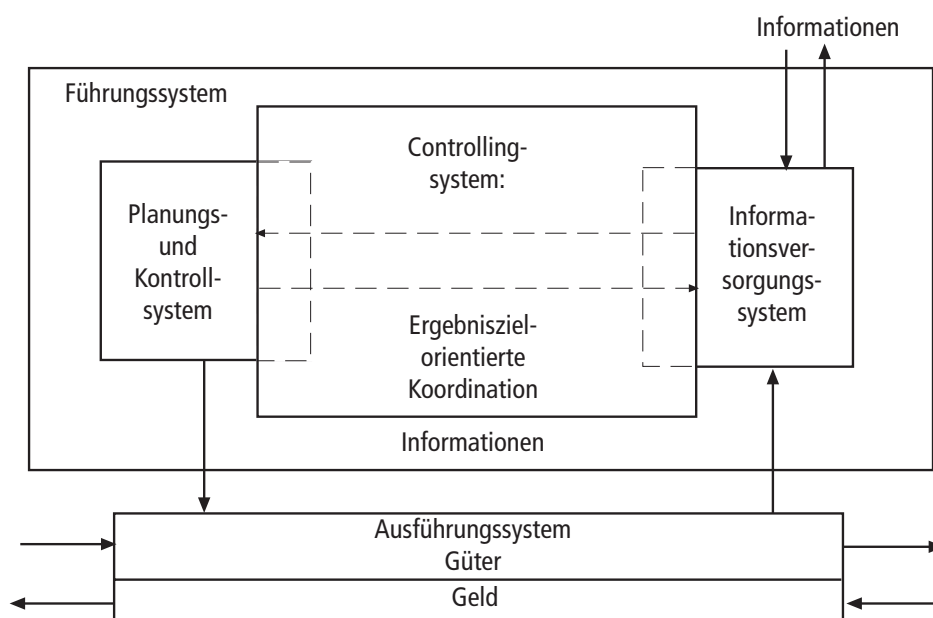 Informationen
Führungssystem
Controlling-
system:
Planungs-
und
Kontroll-
system
Informa-
tionsver-
sorgungs-
system
Ergebnisziel-
orientierte
Koordination
Informationen
Ausführungssystem
Güter
Geld